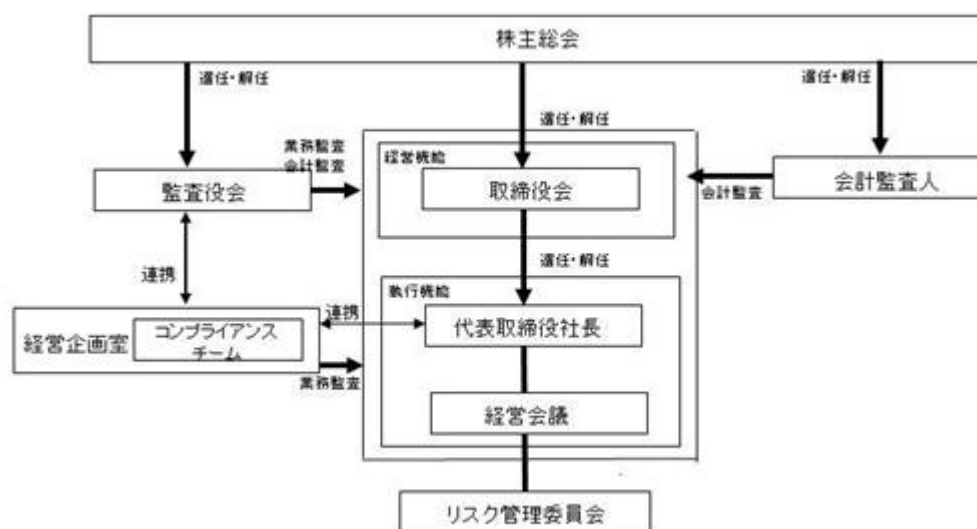 株主総会
選任・解任
選任・解任
選任・解任
業務監査
会計監査
経営機能
監査役会
取締役会
会計監査
会計監査人
選任・解任
連携
執行機能
連携
代表取締役社長
経営企画室
コンプライアンス
チーム
業務監査
経営会議
リスク管理委員会